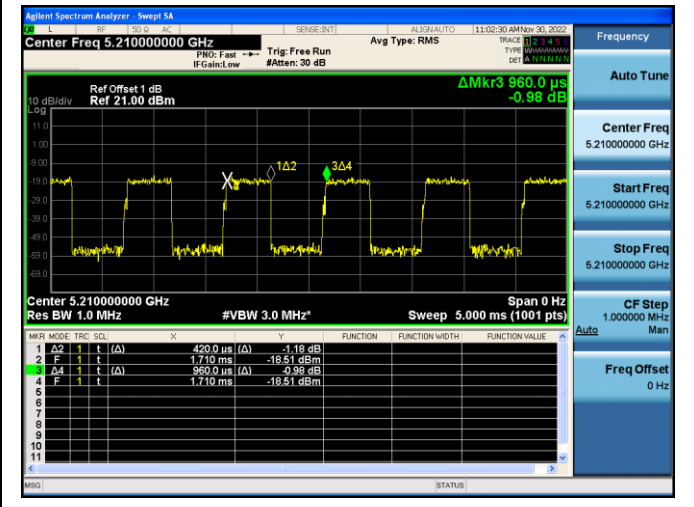 Agilent Spectrum Analyzer - Swept SA
L RF 50 Ω AC SENSE:INT ALIGNAUTO 11:02:30 AM Nov 30, 2022
Center Freq 5.210000000 GHz
PNO: Fast
IFGain:Low
Trig: Free Run
#Atten: 30 dB
Avg Type: RMS
TRACE 1 2 3 4 5 6
TYPE WWWWWW
DET A N N N N N
Ref Offset 1 dB
10 dB/div Ref 21.00 dBm
Log
ΔMkr3 960.0 µs
-0.98 dB
11.0
1.00
-9.00
-19.0
-29.0
-39.0
-49.0
-59.0
-69.0
X
1Δ2
3Δ4
Center 5.210000000 GHz Span 0 Hz
Res BW 1.0 MHz #VBW 3.0 MHz* Sweep 5.000 ms (1001 pts)
MKR MODE TRC SCL X Y FUNCTION FUNCTION WIDTH FUNCTION VALUE
1 Δ2 1 t (Δ) 420.0 µs (Δ) -1.18 dB
2 F 1 t 1.710 ms -18.51 dBm
3 Δ4 1 t (Δ) 960.0 µs (Δ) -0.98 dB
4 F 1 t 1.710 ms -18.51 dBm
5
6
7
8
9
10
11
MSG STATUS
Frequency
Auto Tune
Center Freq
5.210000000 GHz
Start Freq
5.210000000 GHz
Stop Freq
5.210000000 GHz
CF Step
1.000000 MHz
Auto Man
Freq Offset
0 Hz